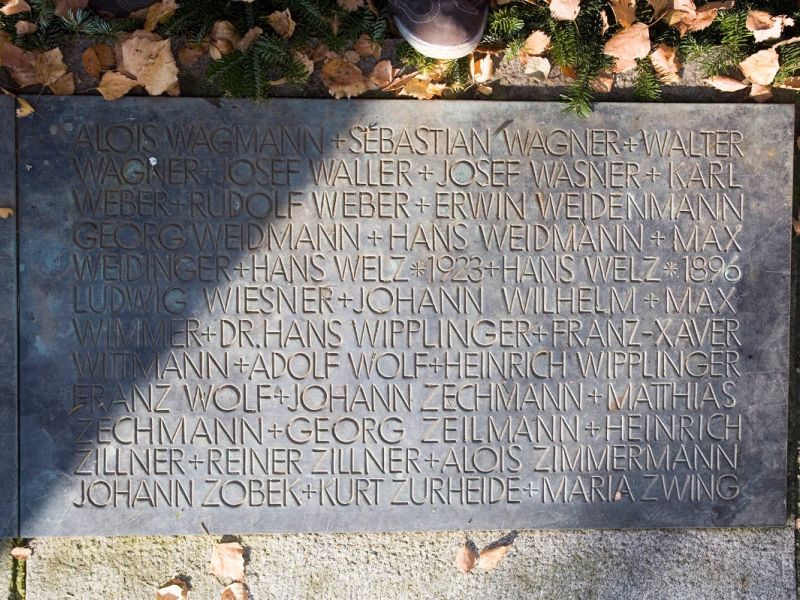 ALOIS WAGMANN+SEBASTIAN WAGNER+WALTER
WAGNER+JOSEF WALLER+JOSEF WASNER+KARL
WEBER+RUDOLF WEBER+ERWIN WEIDENMANN
GEORG WEIDMANN+HANS WEIDMANN+MAX
WEIDINGER+HANS WELZ*1923+HANS WELZ*1896
LUDWIG WIESNER+JOHANN WILHELM+MAX
WIMMER+DR.HANS WIPPLINGER+FRANZ-XAVER
WITTMANN+ADOLF WOLF+HEINRICH WIPPLINGER
FRANZ WOLF+JOHANN ZECHMANN+MATTHIAS
ZECHMANN+GEORG ZEILMANN+HEINRICH
ZILLNER+REINER ZILLNER+ALOIS ZIMMERMANN
JOHANN ZOBEK+KURT ZURHEIDE+MARIA ZWING